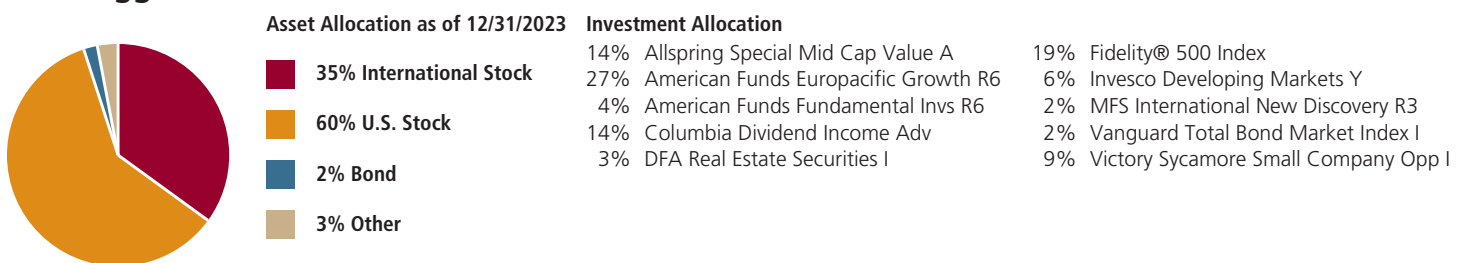 Asset Allocation as of 12/31/2023
35% International Stock
60% U.S. Stock
2% Bond
3% Other
Investment Allocation
14% Allspring Special Mid Cap Value A
27% American Funds Europacific Growth R6
4% American Funds Fundamental Invs R6
14% Columbia Dividend Income Adv
3% DFA Real Estate Securities I
19% Fidelity® 500 Index
6% Invesco Developing Markets Y
2% MFS International New Discovery R3
2% Vanguard Total Bond Market Index I
9% Victory Sycamore Small Company Opp I